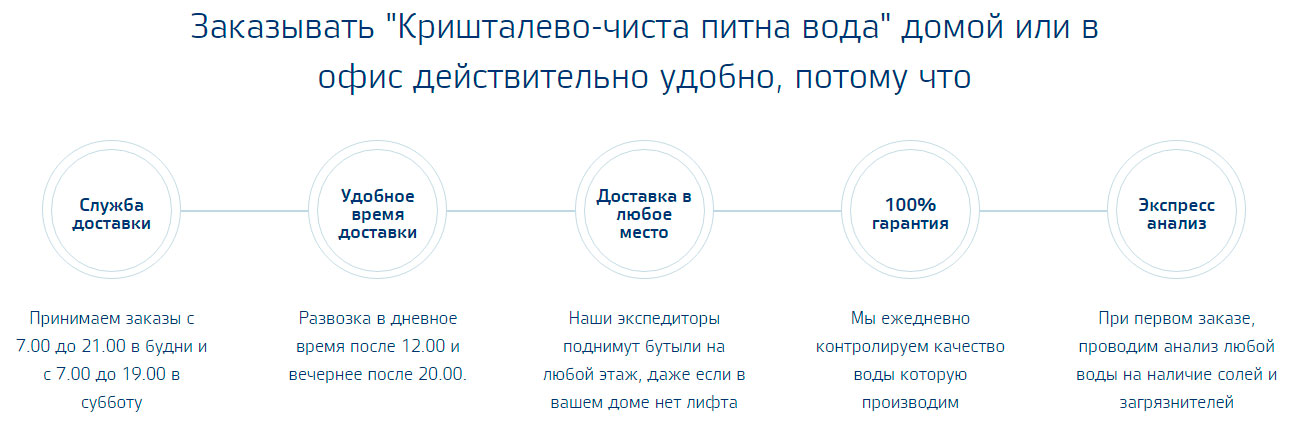 Заказывать "Кришталево-чиста питна вода" домой или в
офис действительно удобно, потому что
Служба
доставки
Удобное
время
доставки
Доставка в
любое
место
100%
гарантия
Экспресс
анализ
Принимаем заказы с
7.00 до 21.00 в будни и
с 7.00 до 19.00 в
субботу
Развозка в дневное
время после 12.00 и
вечернее после 20.00.
Наши экспедиторы
поднимут бутыли на
любой этаж, даже если в
вашем доме нет лифта
Мы ежедневно
контролируем качество
воды которую
производим
При первом заказе,
проводим анализ любой
воды на наличие солей и
загрязнителей